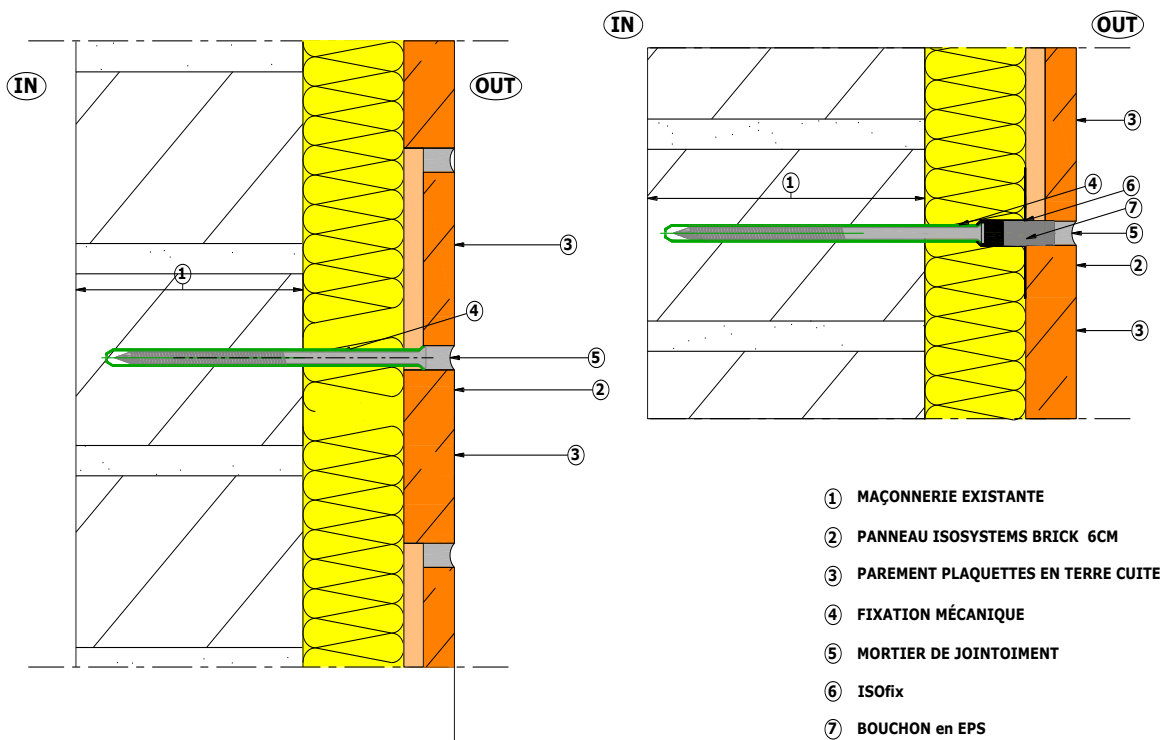 IN
OUT
1
3
4
5
2
3
IN
OUT
3
1
4
6
7
5
2
3
1 MAÇONNERIE EXISTANTE
2 PANNEAU ISOSYSTEMS BRICK 6CM
3 PAREMENT PLAQUETTES EN TERRE CUITE
4 FIXATION MÉCANIQUE
5 MORTIER DE JOINTOIMENT
6 ISOfix
7 BOUCHON en EPS